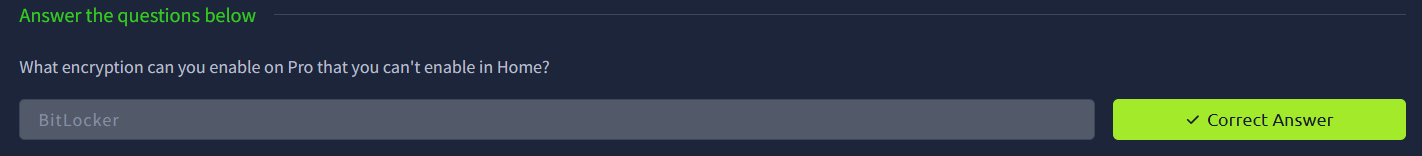 Answer the questions below
What encryption can you enable on Pro that you can't enable in Home?
BitLocker
✓ Correct Answer